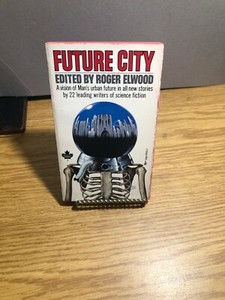 FUTURE CITY
EDITED BY ROGER ELWOOD
A vision of Man's urban future in all new stories
by 22 leading writers of science fiction